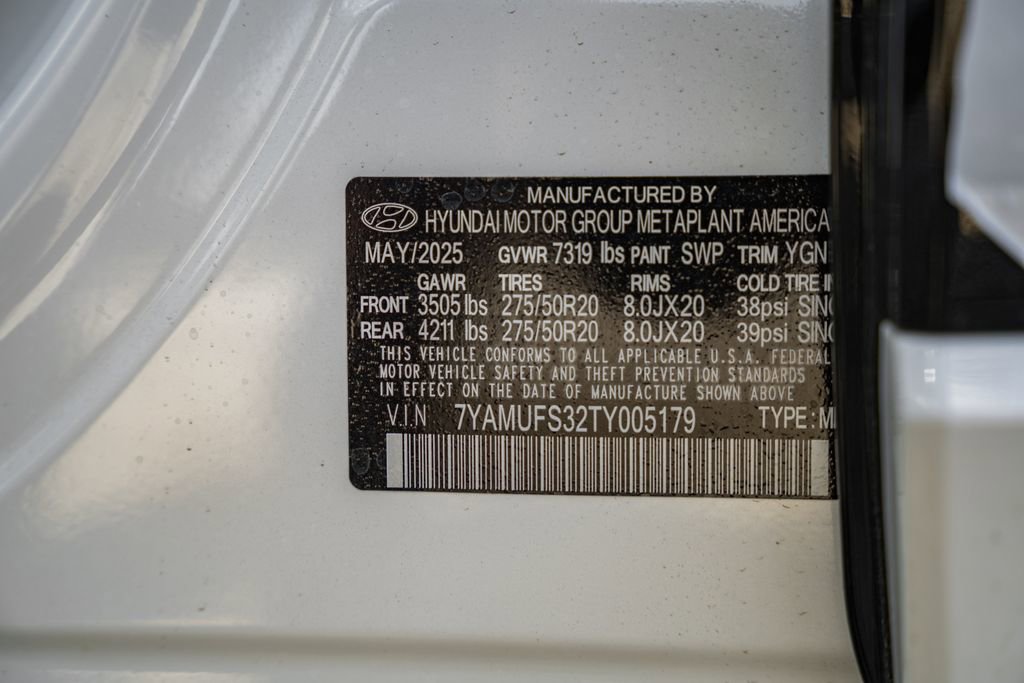 MANUFACTURED BY
HYUNDAI MOTOR GROUP METAPLANT AMERICA
MAY/2025 GVWR 7319 lbs PAINT SWP TRIM YGN
GAWR TIRES RIMS COLD TIRE
FRONT 3505 lbs 275/50R20 8.0JX20 38psi
REAR 4211 lbs 275/50R20 8.0JX20 39psi
THIS VEHICLE CONFORMS TO ALL APPLICABLE U.S.A. FEDERAL
MOTOR VEHICLE SAFETY AND THEFT PREVENTION STANDARDS
IN EFFECT ON THE DATE OF MANUFACTURE SHOWN ABOVE
V.I.N 7YAMUFS32TY005179 TYPE: